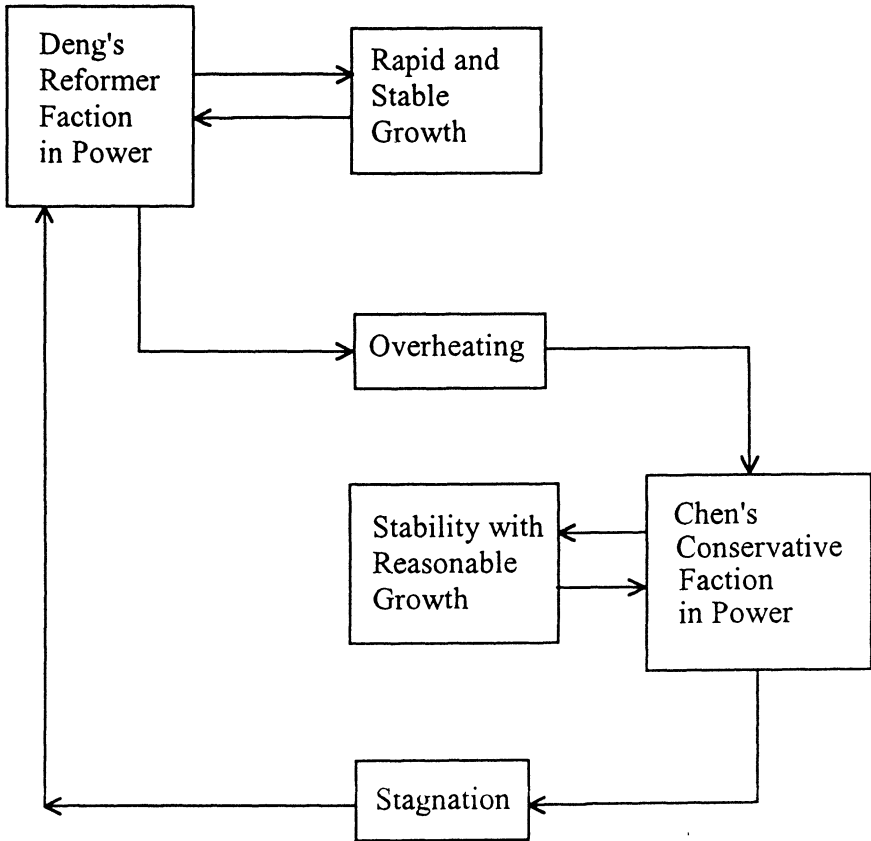 Deng's
Reformer
Faction
in Power
Rapid and
Stable
Growth
Overheating
Stability with
Reasonable
Growth
Chen's
Conservative
Faction
in Power
Stagnation